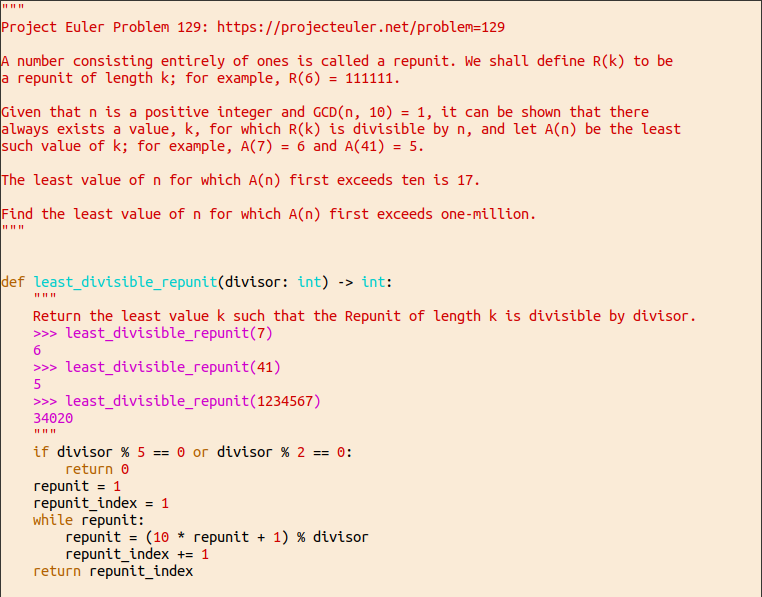 """
Project Euler Problem 129: https://projecteuler.net/problem=129

A number consisting entirely of ones is called a repunit. We shall define R(k) to be
a repunit of length k; for example, R(6) = 111111.

Given that n is a positive integer and GCD(n, 10) = 1, it can be shown that there
always exists a value, k, for which R(k) is divisible by n, and let A(n) be the least
such value of k; for example, A(7) = 6 and A(41) = 5.

The least value of n for which A(n) first exceeds ten is 17.

Find the least value of n for which A(n) first exceeds one-million.
"""


def least_divisible_repunit(divisor: int) -> int:
    """
    Return the least value k such that the Repunit of length k is divisible by divisor.
    >>> least_divisible_repunit(7)
    6
    >>> least_divisible_repunit(41)
    5
    >>> least_divisible_repunit(1234567)
    34020
    """
    if divisor % 5 == 0 or divisor % 2 == 0:
        return 0
    repunit = 1
    repunit_index = 1
    while repunit:
        repunit = (10 * repunit + 1) % divisor
        repunit_index += 1
    return repunit_index